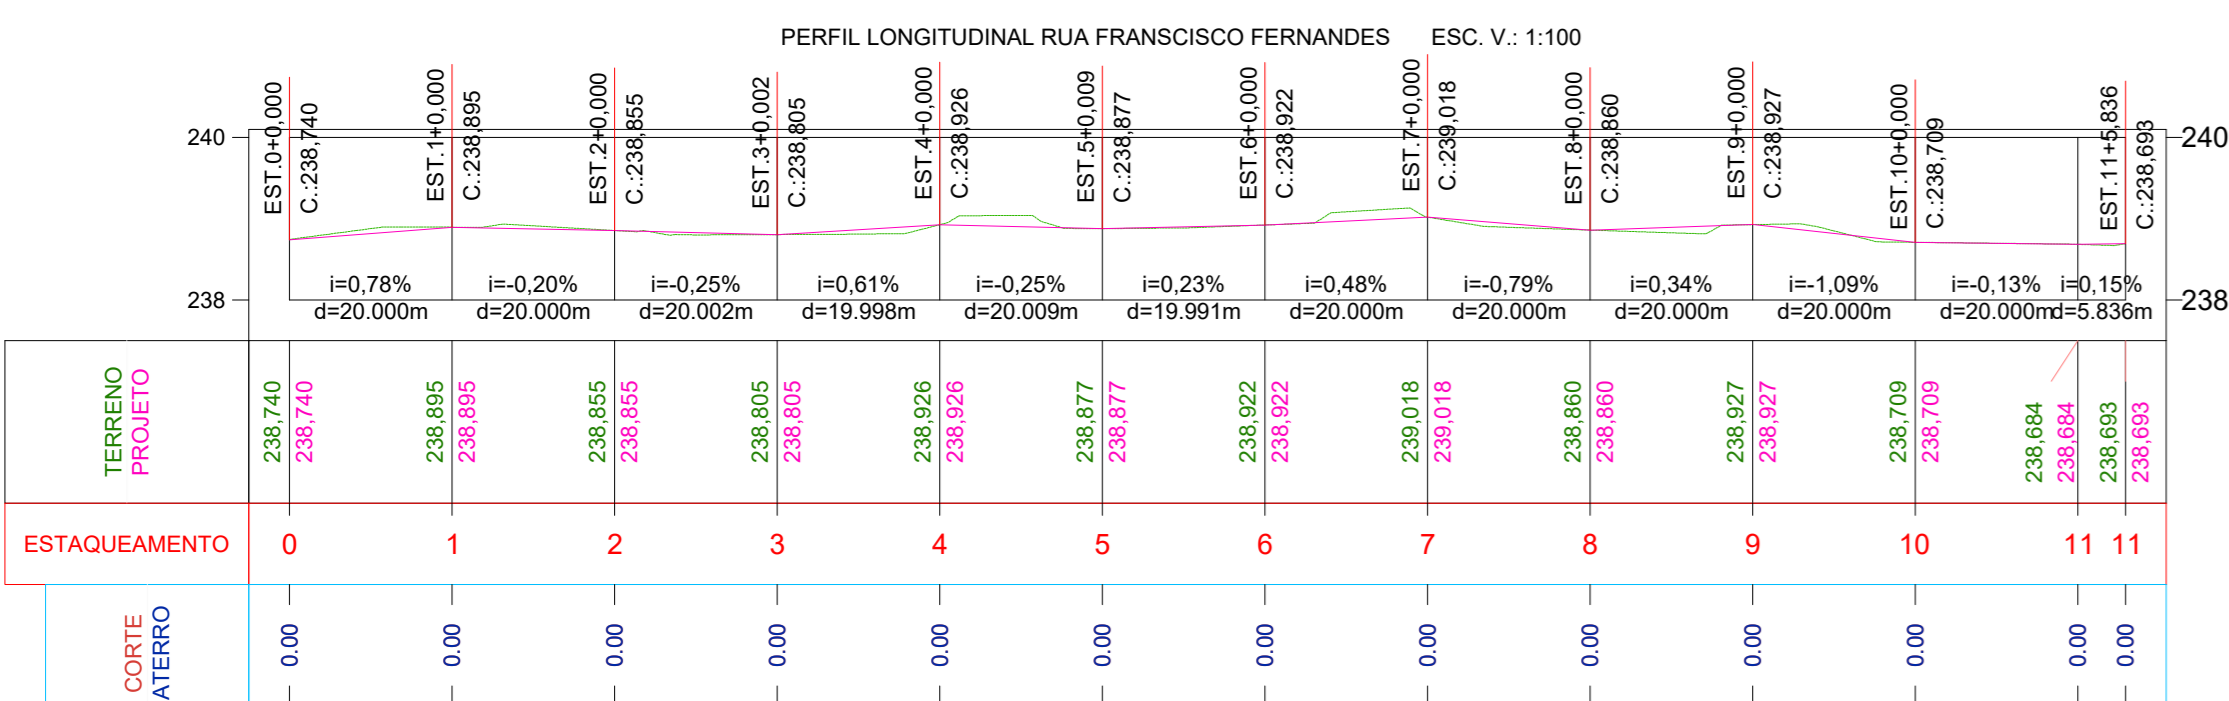 PERFIL LONGITUDINAL RUA FRANSCISCO FERNANDES ESC. V.: 1:100
EST.0+0,000
C.:238,740
EST.1+0,000
C.:238,895
EST.2+0,000
C.:238,855
EST.3+0,002
C.:238,805
EST.4+0,000
C.:238,926
EST.5+0,009
C.:238,877
EST.6+0,000
C.:238,922
EST.7+0,000
C.:239,018
EST.8+0,000
C.:238,860
EST.9+0,000
C.:238,927
EST.10+0,000
C.:238,709
EST.11+5,836
C.:238,693
240 240
i=0,78% i=-0,20% i=-0,25% i=0,61% i=-0,25% i=0,23% i=0,48% i=-0,79% i=0,34% i=-1,09% i=-0,13% i=0,15%
238 238
d=20.000m d=20.000m d=20.002m d=19.998m d=20.009m d=19.991m d=20.000m d=20.000m d=20.000m d=20.000m d=20.000m d=5.836m
TERRENO
PROJETO
238,740
238,740
238,895
238,895
238,855
238,855
238,805
238,805
238,926
238,926
238,877
238,877
238,922
238,922
239,018
239,018
238,860
238,860
238,927
238,927
238,709
238,709
238,684
238,684
238,693
238,693
ESTAQUEAMENTO 0 1 2 3 4 5 6 7 8 9 10 11 11
CORTE
ATERRO
0.00
0.00
0.00
0.00
0.00
0.00
0.00
0.00
0.00
0.00
0.00
0.00
0.00